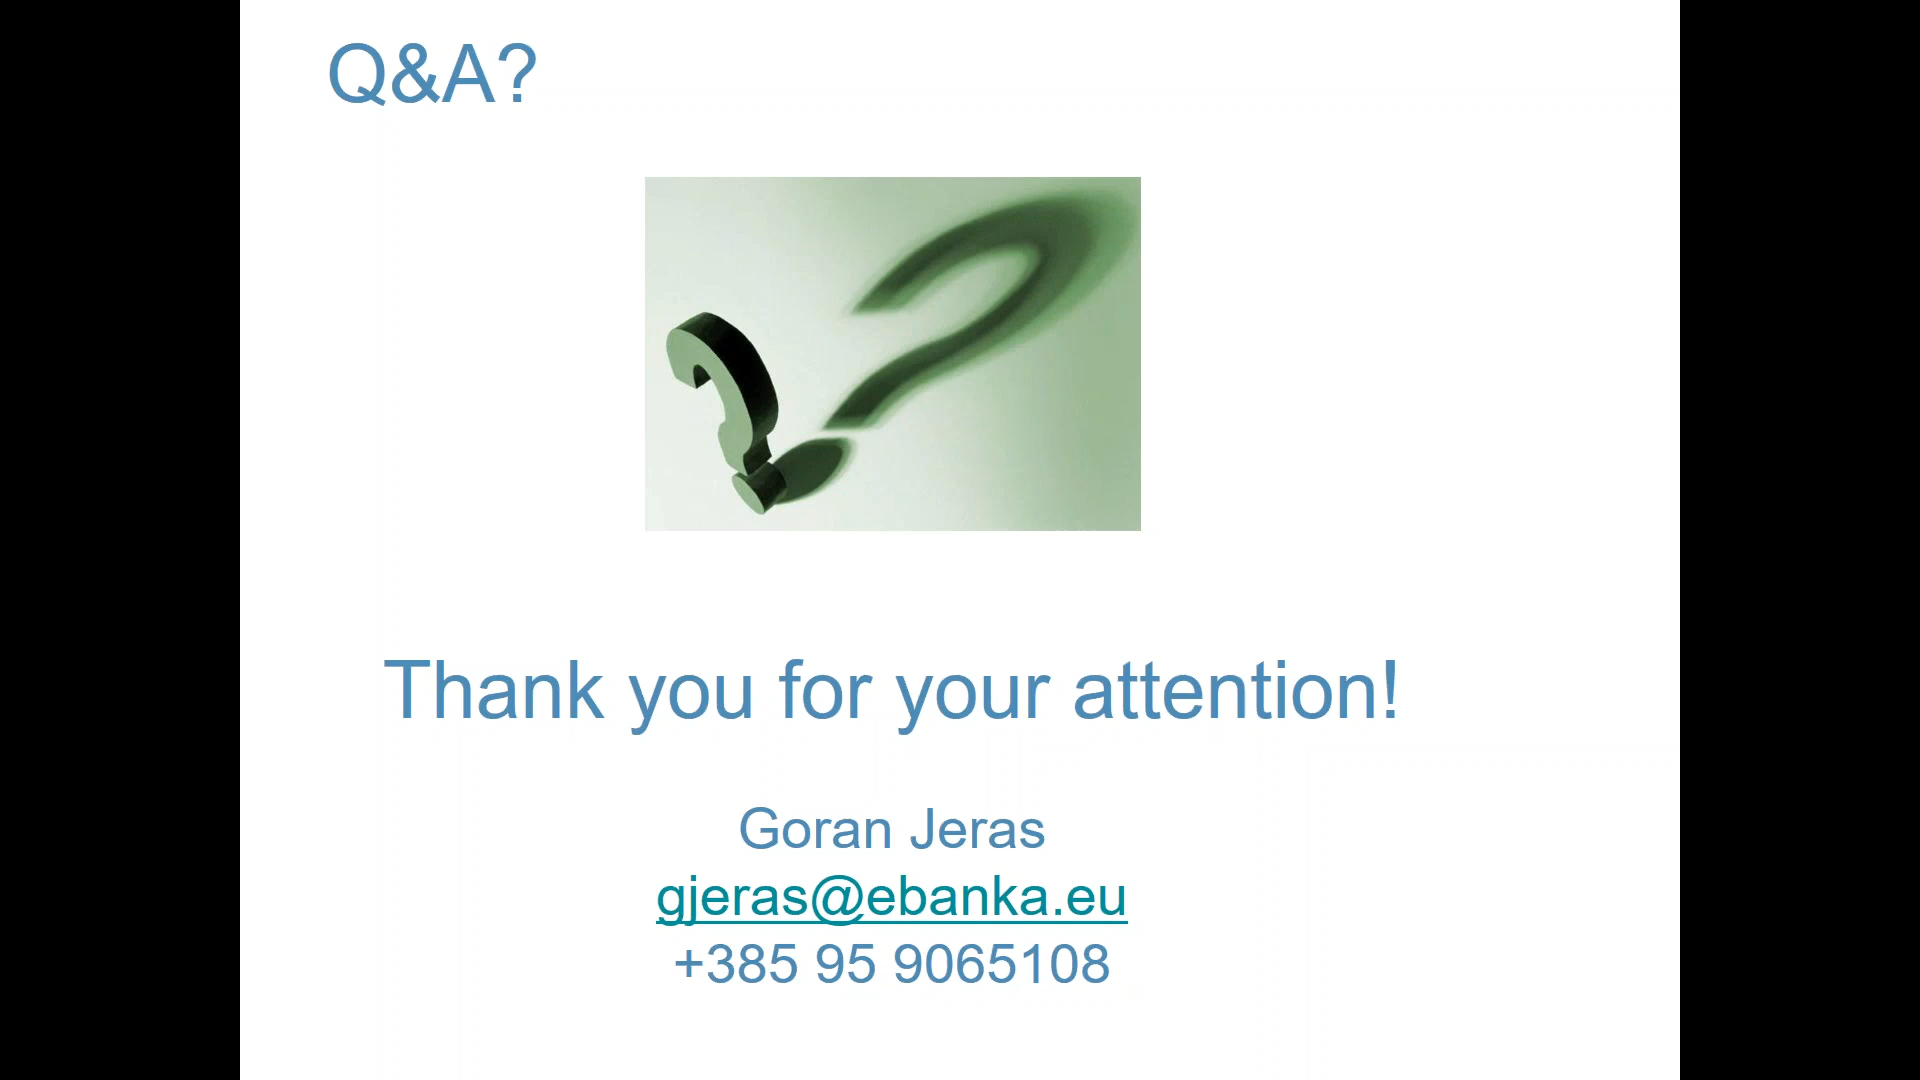 Q&A?
Thank you for your attention!
Goran Jeras
gjeras@ebanka.eu
+385 95 9065108